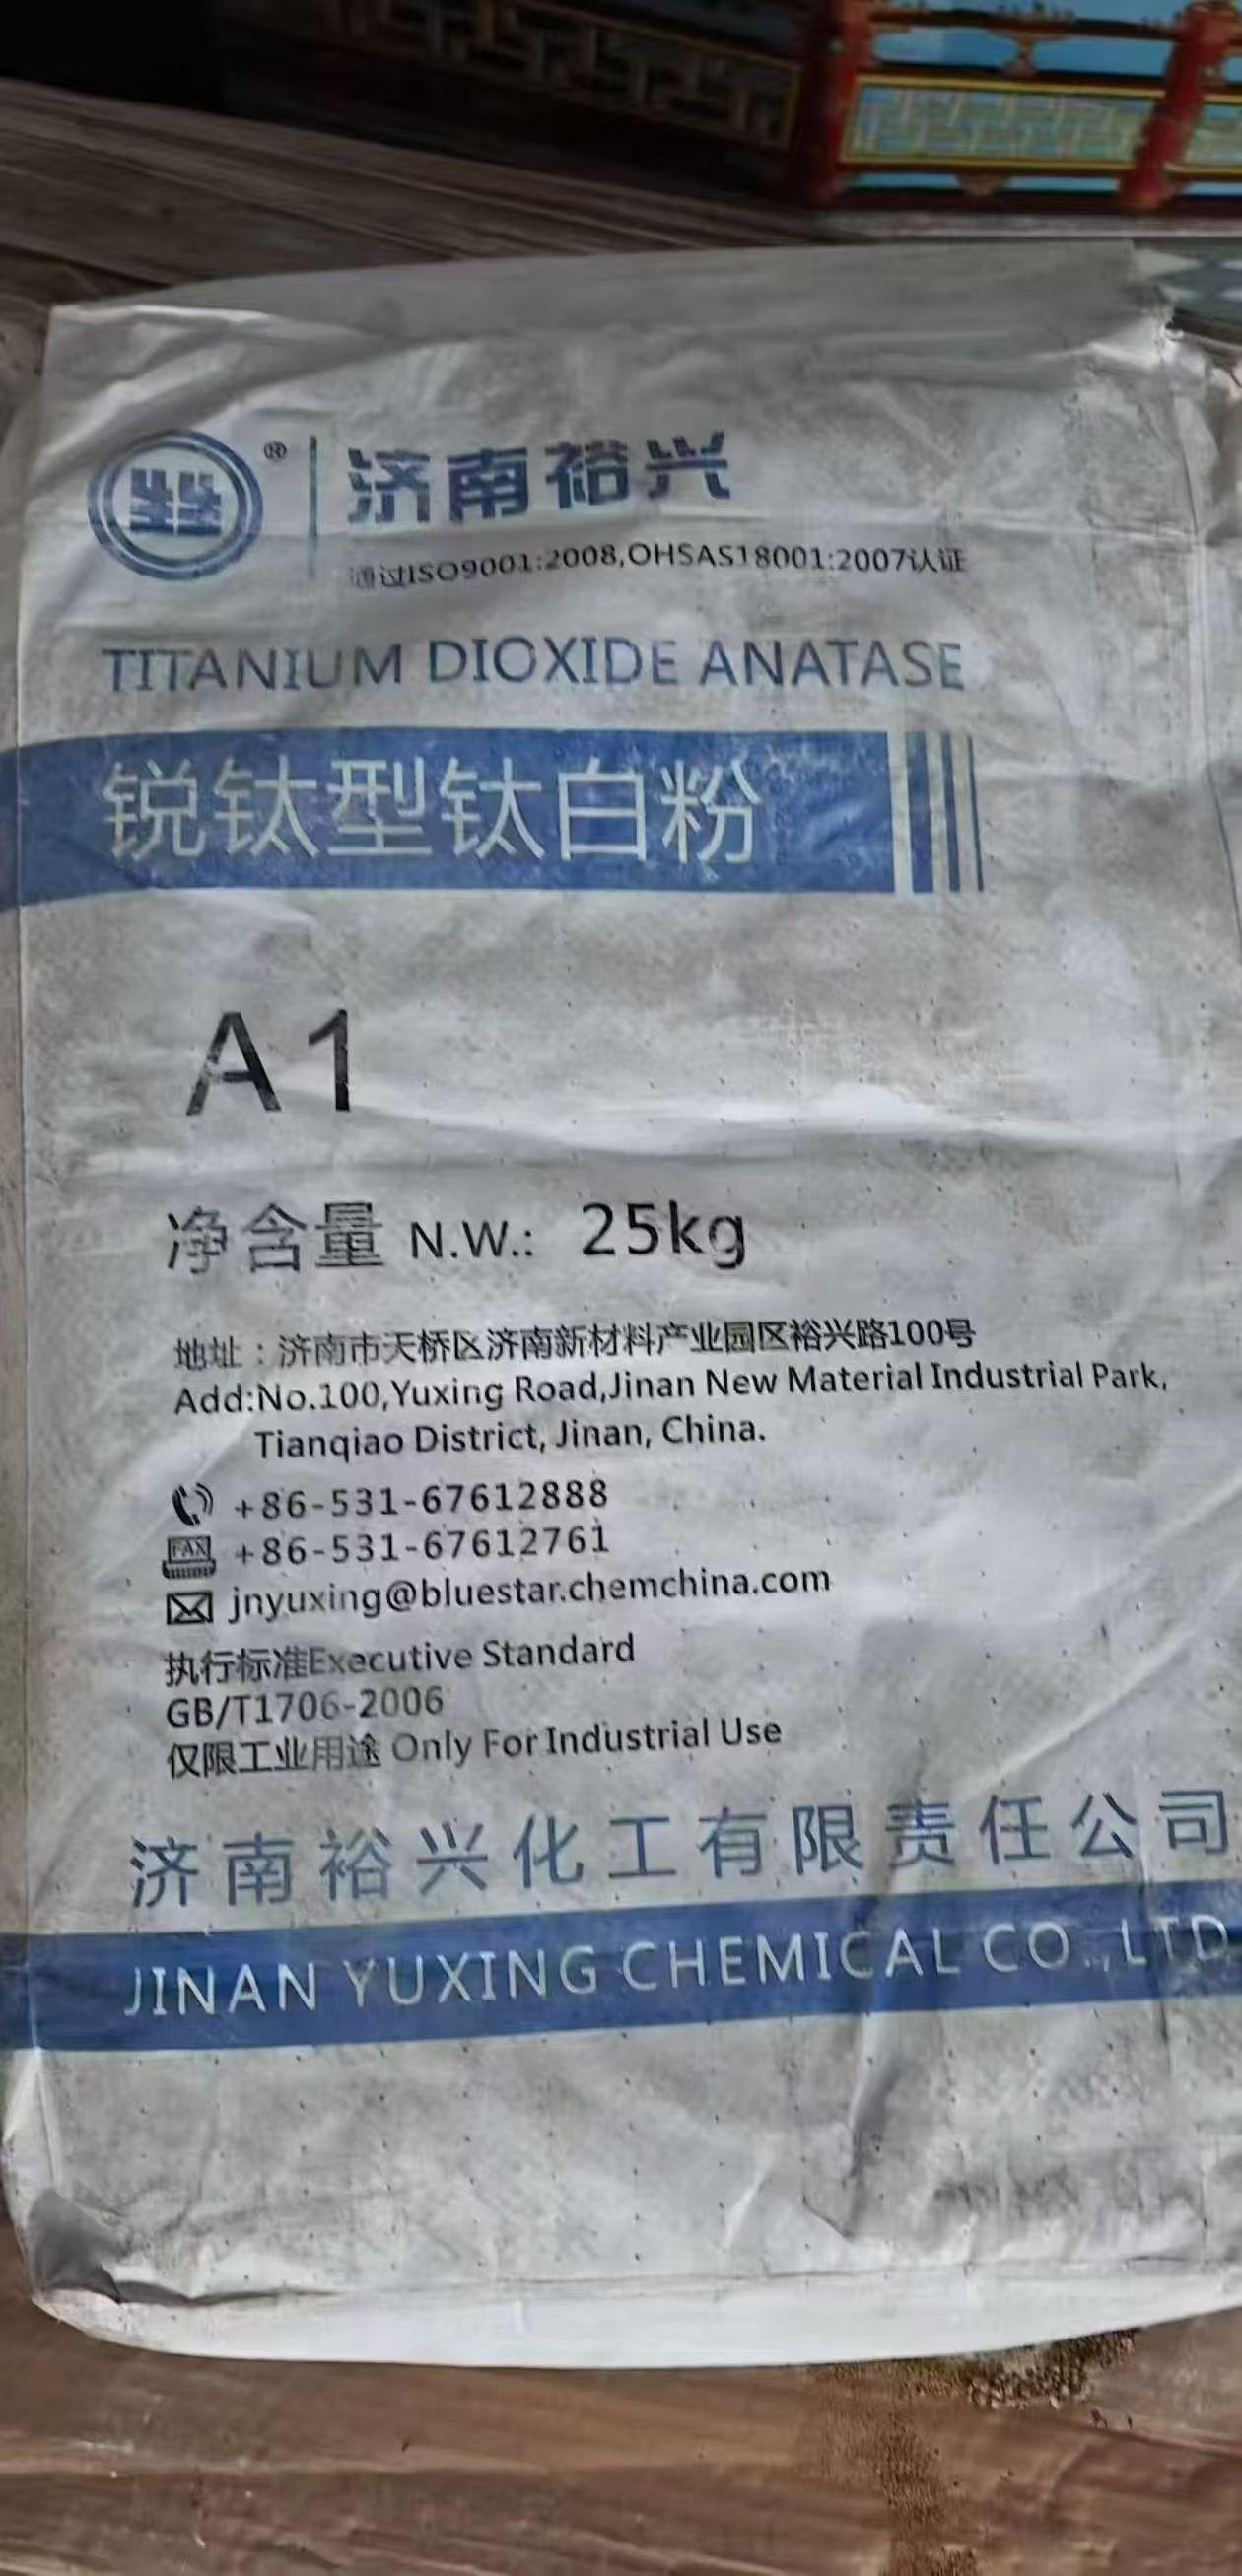 ® 济南裕兴
通过ISO9001:2008,OHSAS18001:2007认证
TITANIUM DIOXIDE ANATASE
锐钛型钛白粉
A1
净含量 N.W.: 25kg
地址：济南市天桥区济南新材料产业园区裕兴路100号
Add:No.100,Yuxing Road,Jinan New Material Industrial Park,
Tianqiao District, Jinan, China.
+86-531-67612888
FAX +86-531-67612761
jnyuxing@bluestar.chemchina.com
执行标准Executive Standard
GB/T1706-2006
仅限工业用途 Only For Industrial Use
济南裕兴化工有限责任公司
JINAN YUXING CHEMICAL CO.,LTD